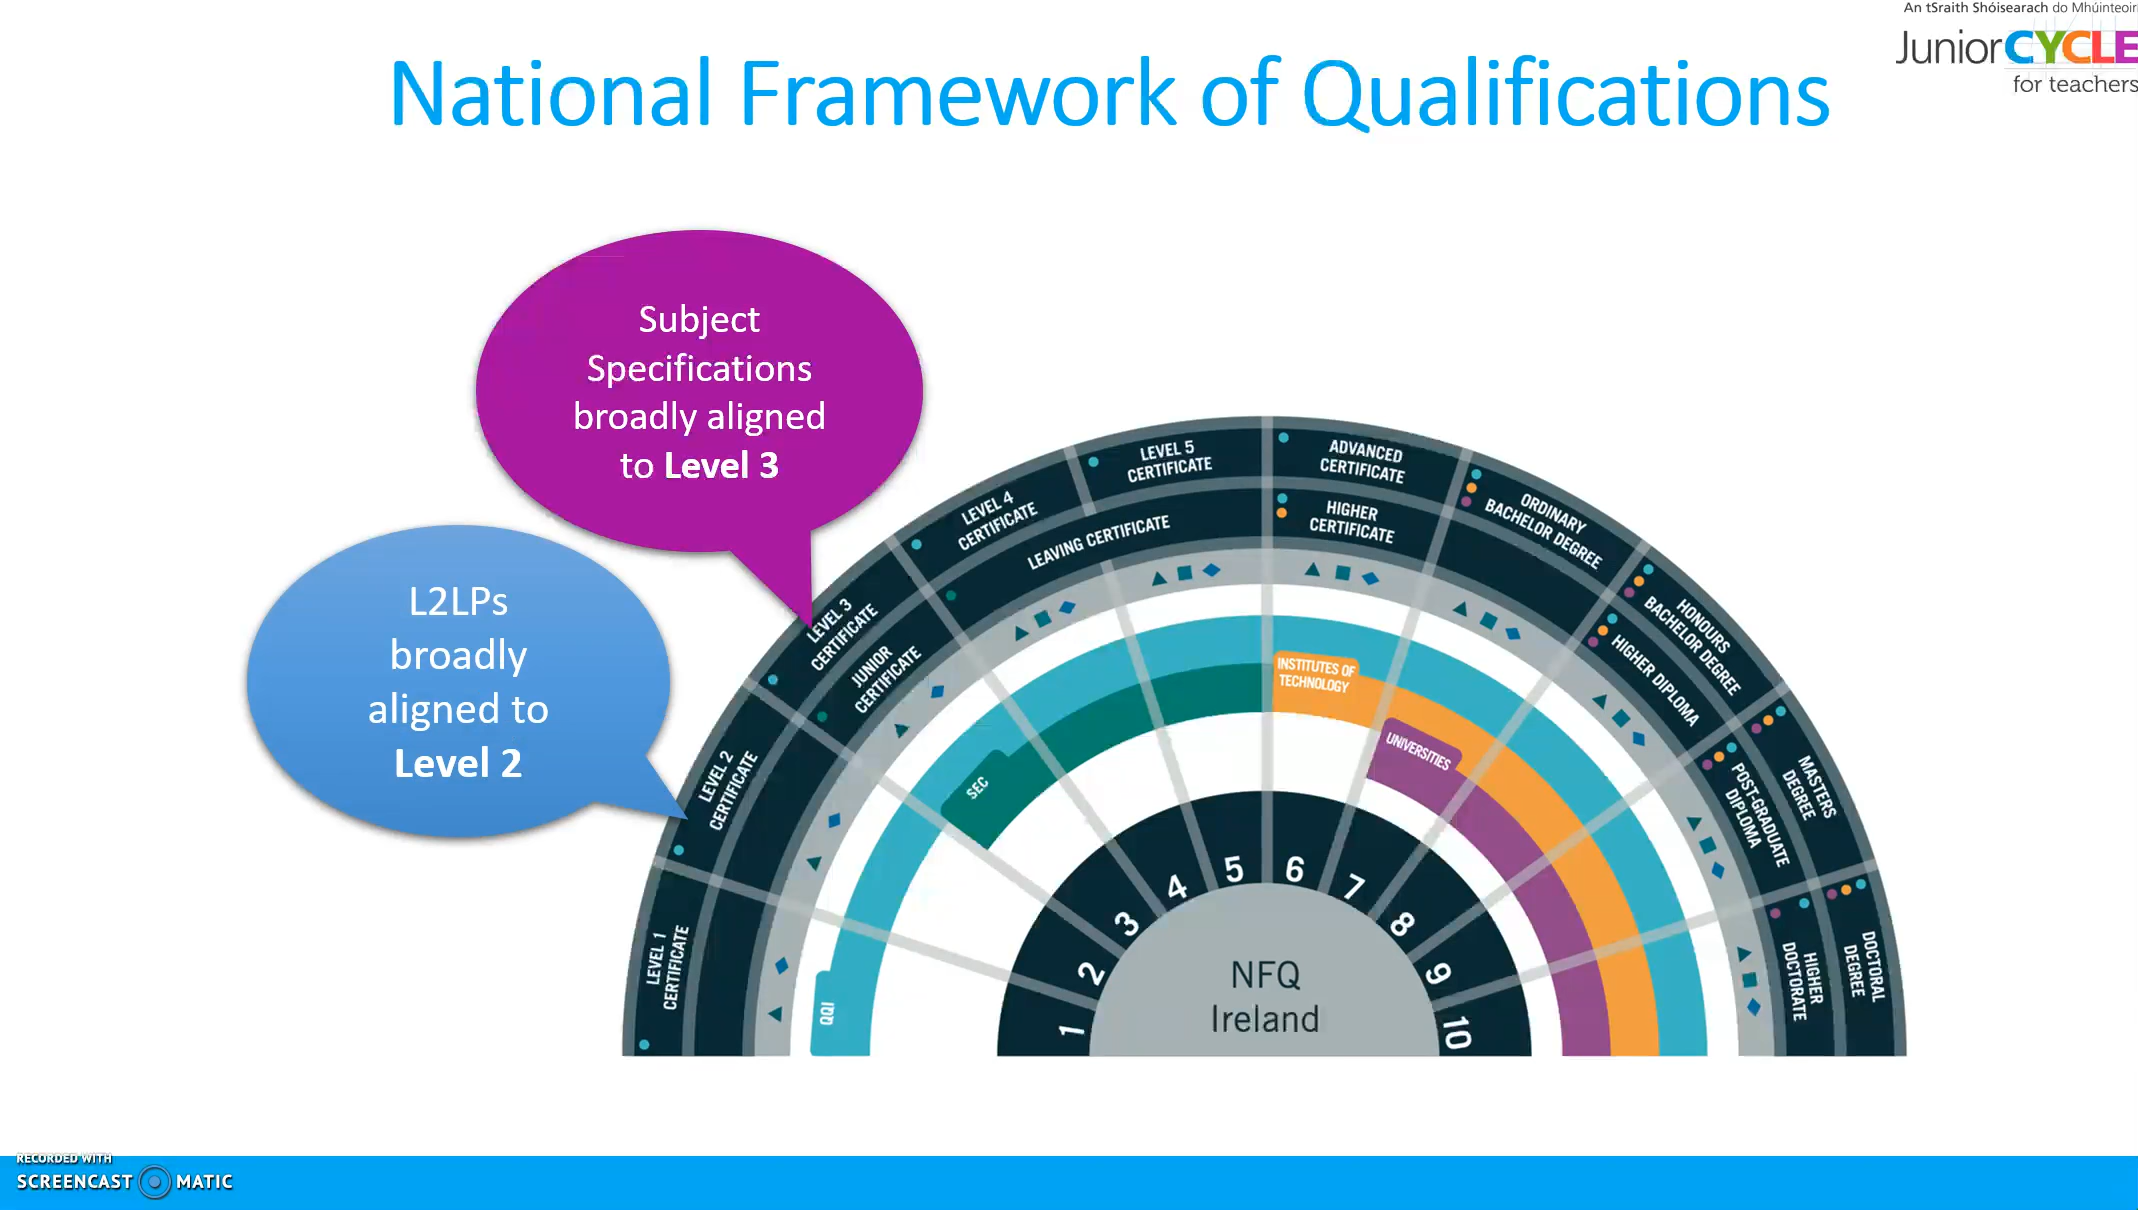 An tSraith Shóisearach do Mhúinteoir
JuniorCYCLE
for teachers
National Framework of Qualifications
Subject
Specifications
broadly aligned
to Level 3
L2LPs
broadly
aligned to
Level 2
LEVEL 1
CERTIFICATE
LEVEL 2
CERTIFICATE
LEVEL 3
CERTIFICATE
JUNIOR
CERTIFICATE
LEVEL 4
CERTIFICATE
LEVEL 5
CERTIFICATE
LEAVING CERTIFICATE
ADVANCED
CERTIFICATE
HIGHER
CERTIFICATE
ORDINARY
BACHELOR DEGREE
HONOURS
BACHELOR DEGREE
HIGHER DIPLOMA
MASTERS
DEGREE
POST-GRADUATE
DIPLOMA
DOCTORAL
DEGREE
HIGHER
DOCTORATE
QQI
SEC
INSTITUTES OF
TECHNOLOGY
UNIVERSITIES
1
2
3
4
5
6
7
8
9
10
NFQ
Ireland
RECORDED WITH
SCREENCAST MATIC